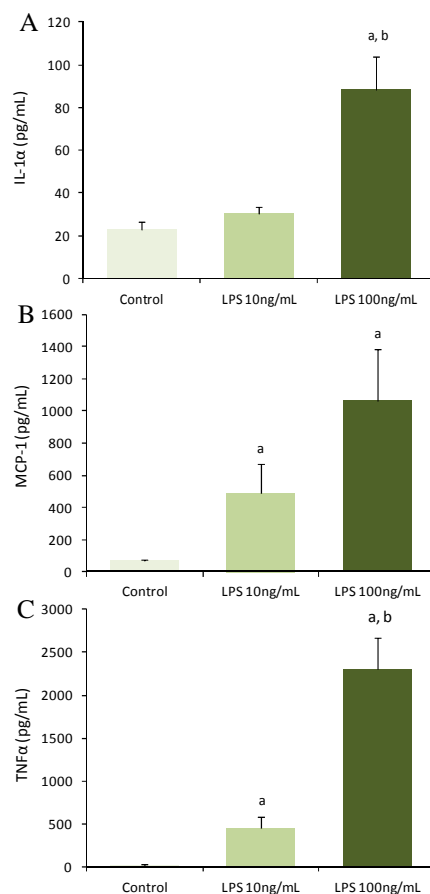 A
120
100
80
60
40
20
0
IL-1α (pg/mL)
a, b
Control
LPS 10ng/mL
LPS 100ng/mL
B
1600
1400
1200
1000
800
600
400
200
0
MCP-1 (pg/mL)
a
a
Control
LPS 10ng/mL
LPS 100ng/mL
C
3000
2500
2000
1500
1000
500
0
TNFα (pg/mL)
a
a, b
Control
LPS 10ng/mL
LPS 100ng/mL